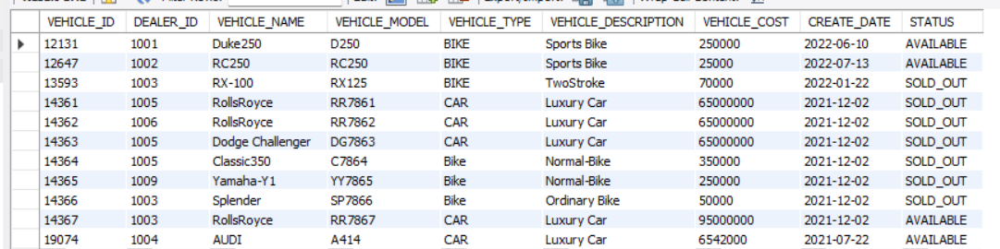 VEHICLE_ID DEALER_ID VEHICLE_NAME VEHICLE_MODEL VEHICLE_TYPE VEHICLE_DESCRIPTION VEHICLE_COST CREATE_DATE STATUS
12131 1001 Duke250 D250 BIKE Sports Bike 250000 2022-06-10 AVAILABLE
12647 1002 RC250 RC250 BIKE Sports Bike 25000 2022-07-13 AVAILABLE
13593 1003 RX-100 RX125 BIKE TwoStroke 70000 2022-01-22 SOLD_OUT
14361 1005 RollsRoyce RR7861 CAR Luxury Car 65000000 2021-12-02 SOLD_OUT
14362 1006 RollsRoyce RR7862 CAR Luxury Car 65000000 2021-12-02 SOLD_OUT
14363 1005 Dodge Challenger DG7863 CAR Luxury Car 65000000 2021-12-02 SOLD_OUT
14364 1005 Classic350 C7864 Bike Normal-Bike 350000 2021-12-02 SOLD_OUT
14365 1009 Yamaha-Y1 YY7865 Bike Normal-Bike 250000 2021-12-02 SOLD_OUT
14366 1003 Splender SP7866 Bike Ordinary Bike 50000 2021-12-02 SOLD_OUT
14367 1003 RollsRoyce RR7867 CAR Luxury Car 95000000 2021-12-02 AVAILABLE
19074 1004 AUDI A414 CAR Luxury Car 6542000 2021-07-22 AVAILABLE